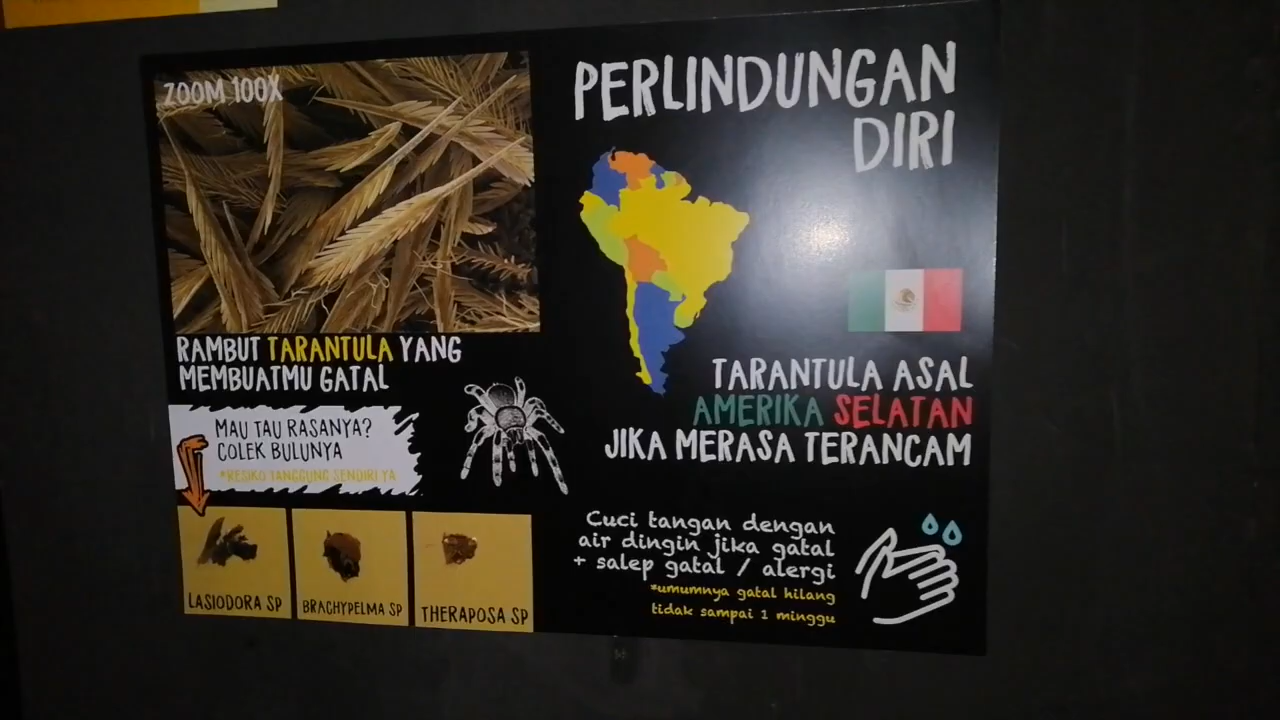 ZOOM 100X
RAMBUT TARANTULA YANG
MEMBUATMU GATAL
MAU TAU RASANYA?
COLEK BULUNYA
*RESIKO TANGGUNG SENDIRI YA
LASIODORA SP
BRACHYPELMA SP
THERAPOSA SP
PERLINDUNGAN
DIRI
TARANTULA ASAL
AMERIKA SELATAN
JIKA MERASA TERANCAM
Cuci tangan dengan
air dingin jika gatal
+ salep gatal / alergi
*umumnya gatal hilang
tidak sampai 1 minggu